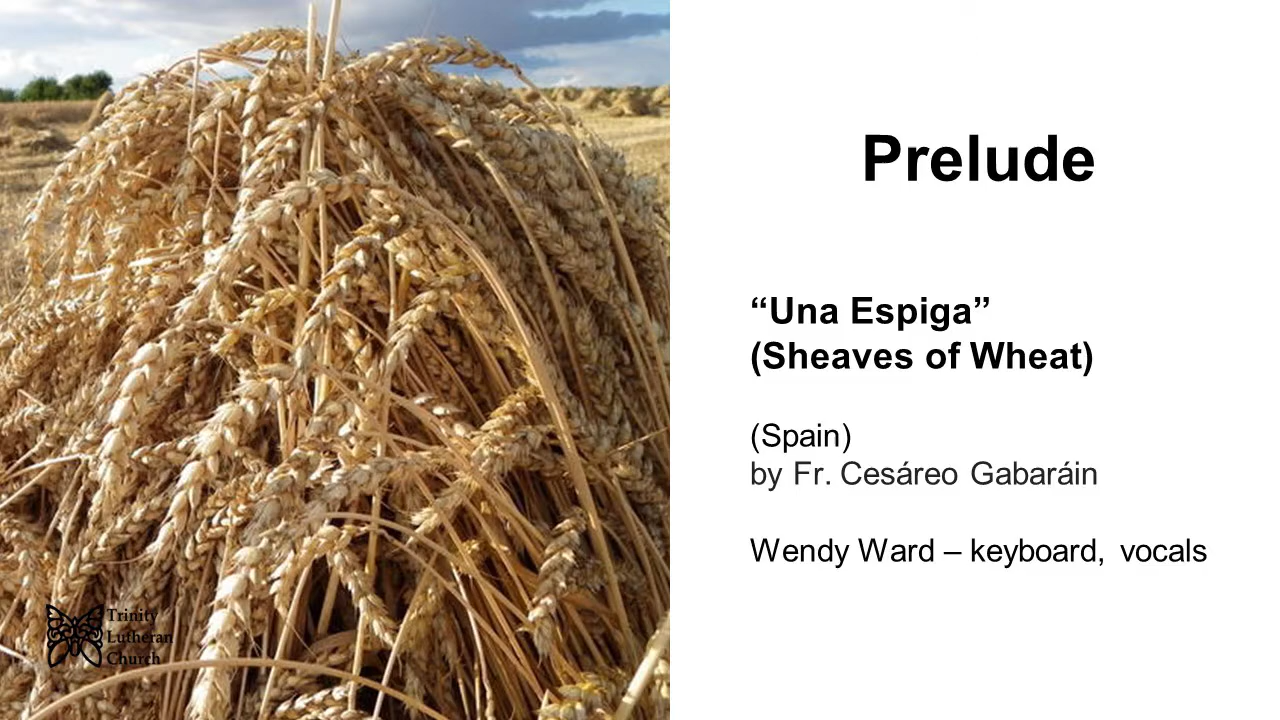 Prelude
“Una Espiga”
(Sheaves of Wheat)
(Spain)
by Fr. Cesáreo Gabaráin
Wendy Ward – keyboard, vocals
Trinity
Lutheran
Church